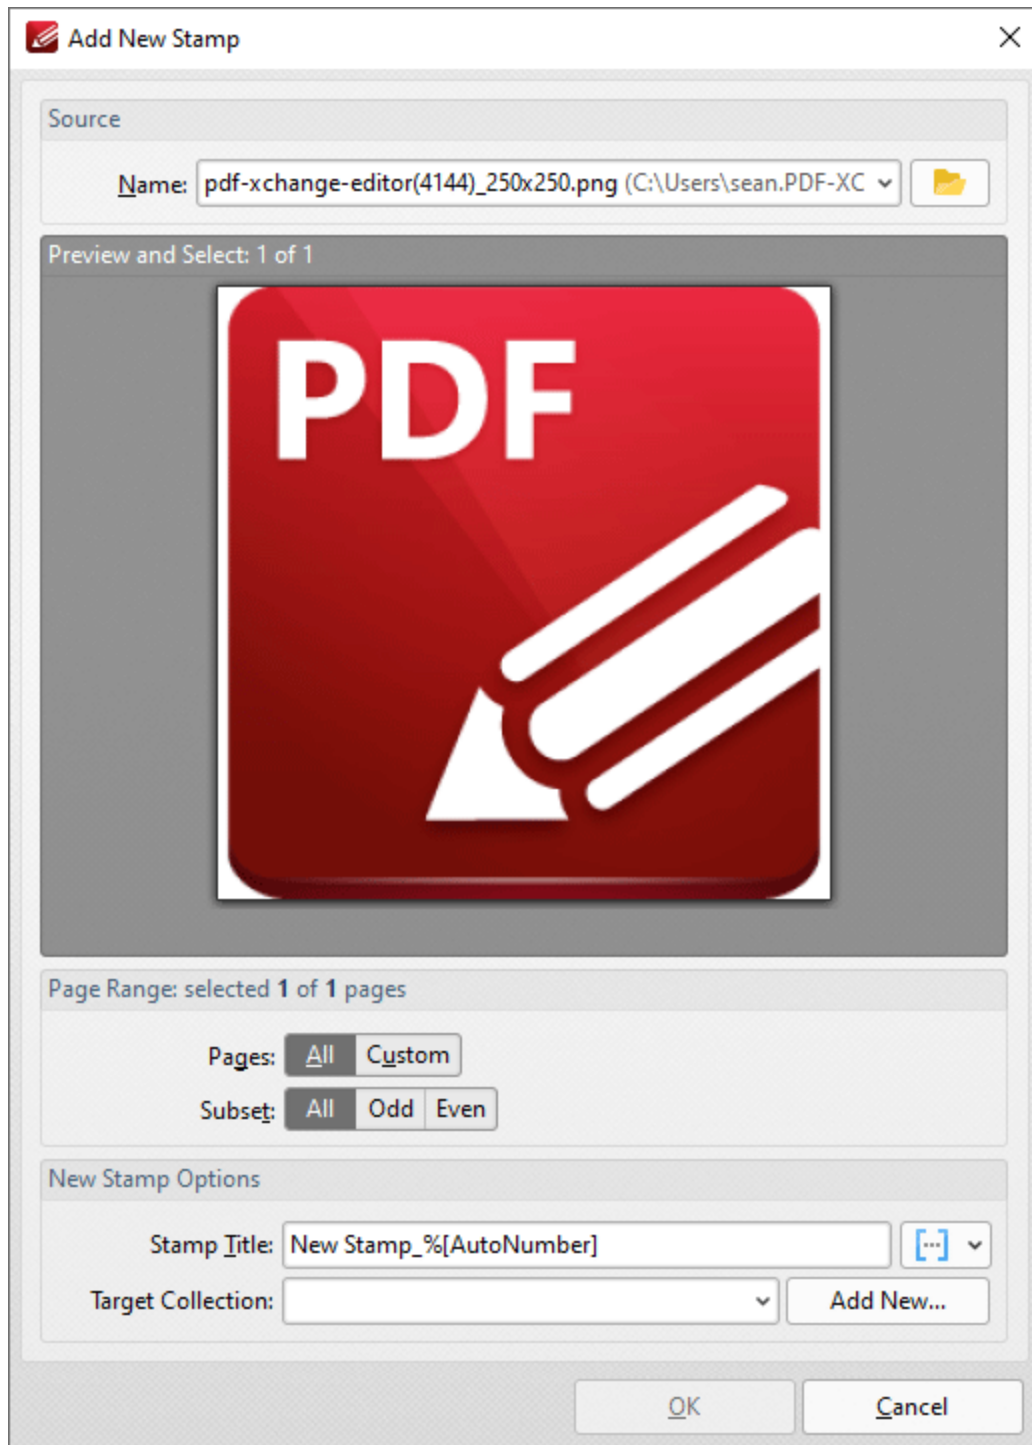 Add New Stamp
Source
Name: pdf-xchange-editor(4144)_250x250.png (C:\Users\sean.PDF-XC
Preview and Select: 1 of 1
PDF
Page Range: selected 1 of 1 pages
Pages: All Custom
Subset: All Odd Even
New Stamp Options
Stamp Title: New Stamp_%[AutoNumber]
Target Collection: Add New...
OK Cancel